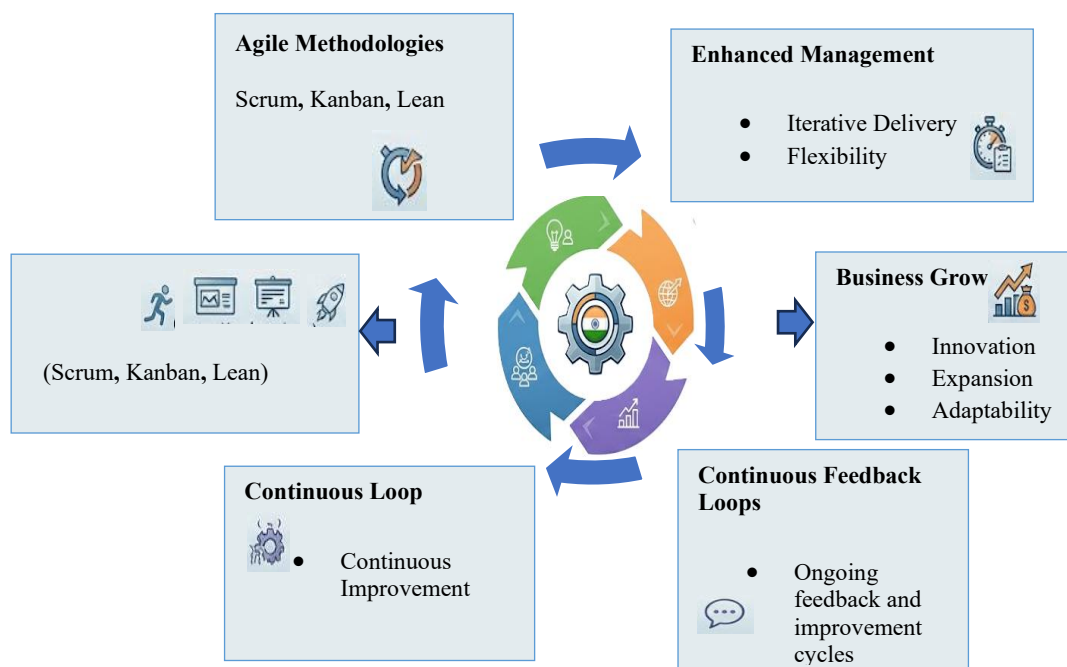 Agile Methodologies
Scrum, Kanban, Lean
Enhanced Management
• Iterative Delivery
• Flexibility
Business Grow
• Innovation
• Expansion
• Adaptability
(Scrum, Kanban, Lean)
Continuous Loop
• Continuous
Improvement
Continuous Feedback
Loops
• Ongoing
feedback and
improvement
cycles